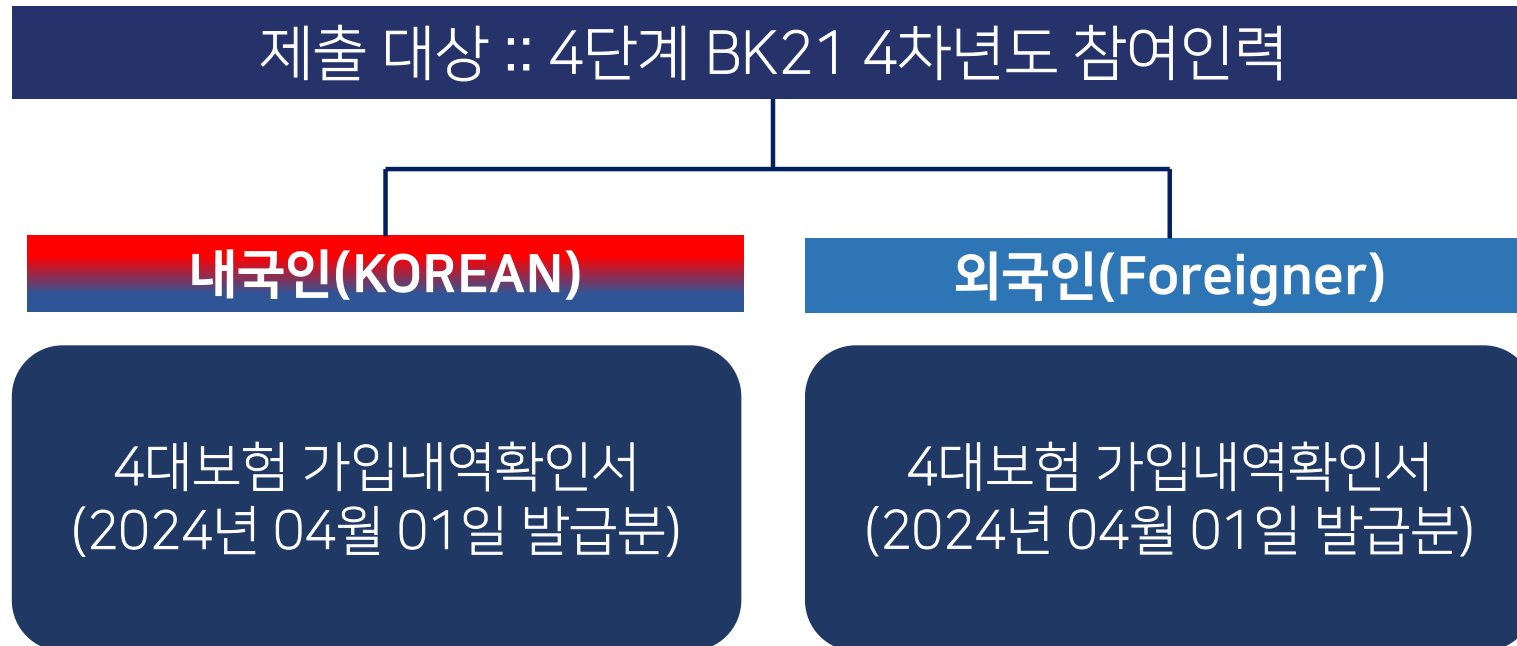 제출 대상 :: 4단계 BK21 4차년도 참여인력
내국인(KOREAN)
외국인(Foreigner)
4대보험 가입내역확인서
(2024년 04월 01일 발급분)
4대보험 가입내역확인서
(2024년 04월 01일 발급분)